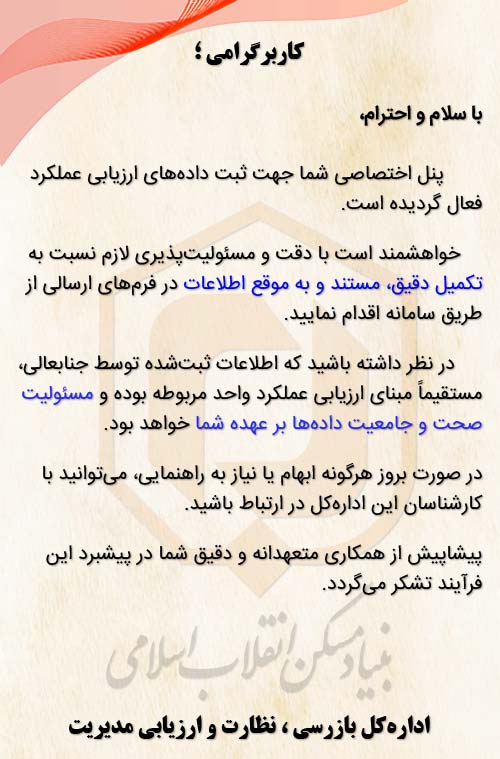 کاربر گرامی ؛
با سلام و احترام،
پنل اختصاصی شما جهت ثبت داده‌های ارزیابی عملکرد
فعال گردیده است.
خواهشمند است با دقت و مسئولیت‌پذیری لازم نسبت به
تکمیل دقیق، مستند و به موقع اطلاعات در فرم‌های ارسالی از
طریق سامانه اقدام نمایید.
در نظر داشته باشید که اطلاعات ثبت‌شده توسط جنابعالی،
مستقیماً مبنای ارزیابی عملکرد واحد مربوطه بوده و مسئولیت
صحت و جامعیت داده‌ها بر عهده شما خواهد بود.
در صورت بروز هرگونه ابهام یا نیاز به راهنمایی، می‌توانید با
کارشناسان این اداره‌کل در ارتباط باشید.
پیشاپیش از همکاری متعهدانه و دقیق شما در پیشبرد این
فرآیند تشکر می‌گردد.
بنیاد مسکن انقلاب اسلامی
اداره‌کل بازرسی ، نظارت و ارزیابی مدیریت